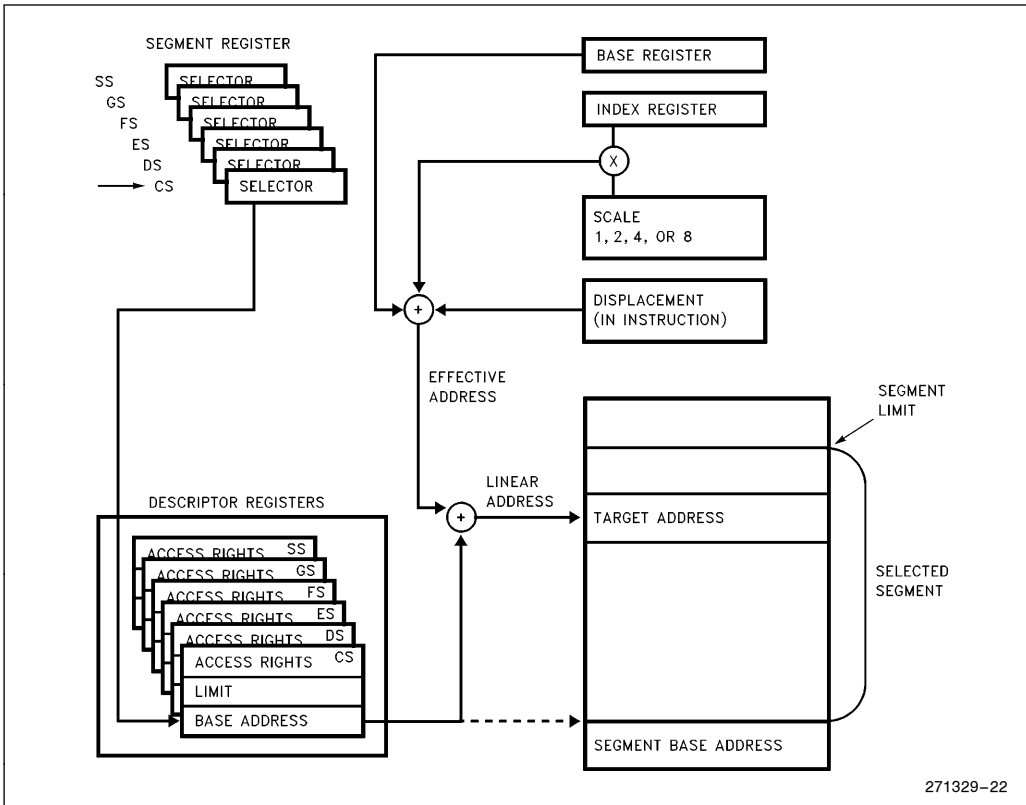 SEGMENT REGISTER
SS
GS
FS
ES
DS
CS
SELECTOR
SELECTOR
SELECTOR
SELECTOR
SELECTOR
SELECTOR
BASE REGISTER
INDEX REGISTER
X
SCALE
1, 2, 4, OR 8
DISPLACEMENT
(IN INSTRUCTION)
+
EFFECTIVE
ADDRESS
SEGMENT
LIMIT
LINEAR
ADDRESS
+
TARGET ADDRESS
SELECTED
SEGMENT
SEGMENT BASE ADDRESS
DESCRIPTOR REGISTERS
ACCESS RIGHTS SS
ACCESS RIGHTS GS
ACCESS RIGHTS FS
ACCESS RIGHTS ES
ACCESS RIGHTS DS
ACCESS RIGHTS CS
LIMIT
BASE ADDRESS
271329–22